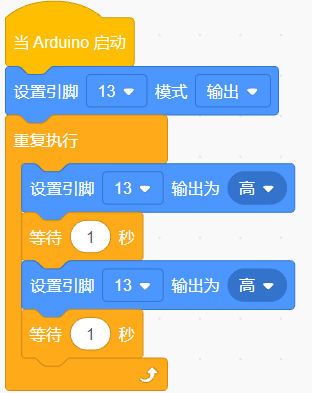 当 Arduino 启动
设置引脚 13 模式 输出
重复执行
设置引脚 13 输出为 高
等待 1 秒
设置引脚 13 输出为 高
等待 1 秒